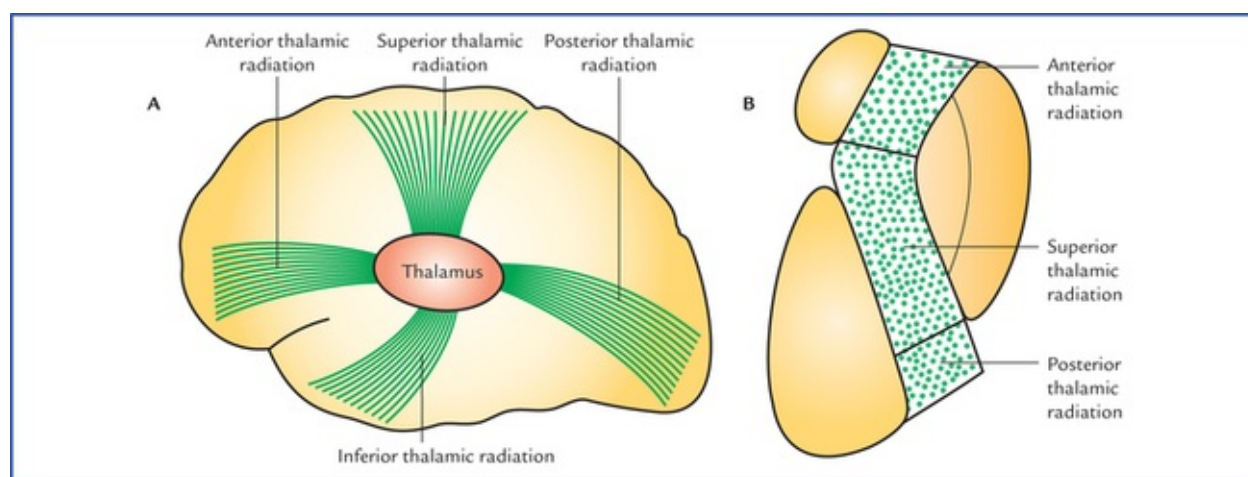 Anterior thalamic
radiation
Superior thalamic
radiation
Posterior thalamic
radiation
A
Thalamus
Inferior thalamic radiation
B
Anterior
thalamic
radiation
Superior
thalamic
radiation
Posterior
thalamic
radiation